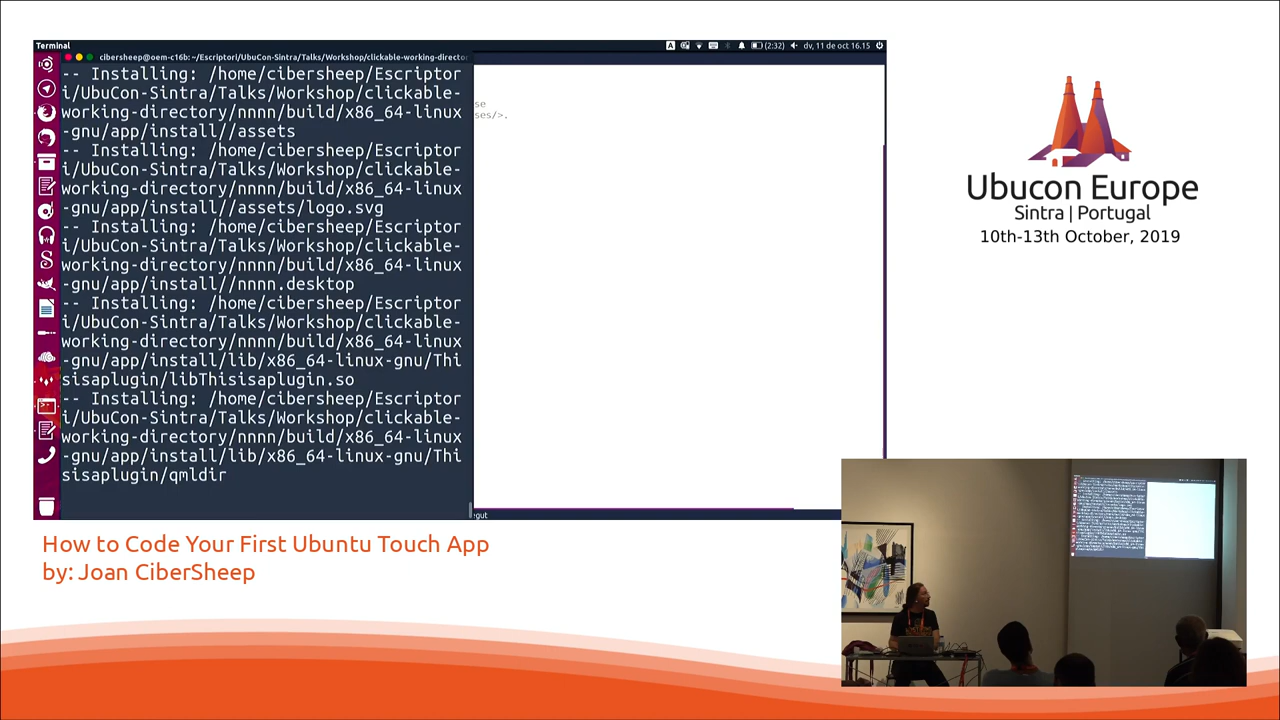 Terminal
(2:32)
dv, 11 de oct 16.15
cibersheep@oem-c16b: ~/Escriptori/UbuCon-Sintra/Talks/Workshop/clickable-working-directo
-- Installing: /home/cibersheep/Escriptor
i/UbuCon-Sintra/Talks/Workshop/clickable-
working-directory/nnnn/build/x86_64-linux
-gnu/app/install//assets
-- Installing: /home/cibersheep/Escriptor
i/UbuCon-Sintra/Talks/Workshop/clickable-
working-directory/nnnn/build/x86_64-linux
-gnu/app/install//assets/logo.svg
-- Installing: /home/cibersheep/Escriptor
i/UbuCon-Sintra/Talks/Workshop/clickable-
working-directory/nnnn/build/x86_64-linux
-gnu/app/install//nnnn.desktop
-- Installing: /home/cibersheep/Escriptor
i/UbuCon-Sintra/Talks/Workshop/clickable-
working-directory/nnnn/build/x86_64-linux
-gnu/app/install/lib/x86_64-linux-gnu/Thi
sisaplugin/libThisisaplugin.so
-- Installing: /home/cibersheep/Escriptor
i/UbuCon-Sintra/Talks/Workshop/clickable-
working-directory/nnnn/build/x86_64-linux
-gnu/app/install/lib/x86_64-linux-gnu/Thi
sisaplugin/qmldir
se
ses/>.
egut
Ubucon Europe
Sintra | Portugal
10th-13th October, 2019
How to Code Your First Ubuntu Touch App
by: Joan CiberSheep